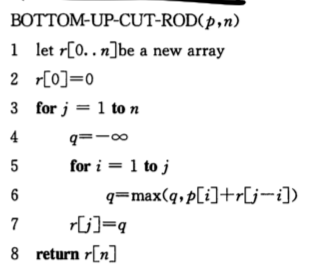 BOTTOM-UP-CUT-ROD(p,n)
1 let r[0..n]be a new array
2 r[0]=0
3 for j = 1 to n
4 q=-∞
5 for i = 1 to j
6 q=max(q,p[i]+r[j-i])
7 r[j]=q
8 return r[n]